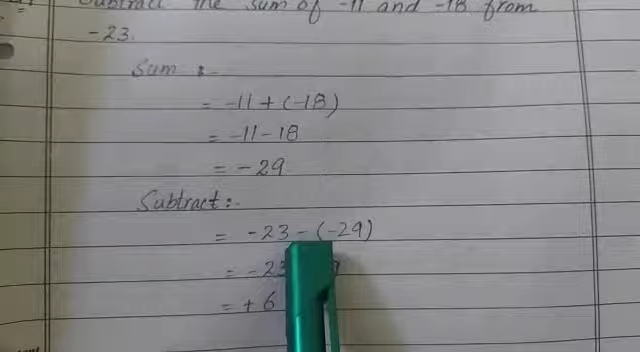 Subtract the sum of -11 and -18 from
-23.
Sum :-
= -11 + (-18)
= -11 - 18
= -29
Subtract :-
= -23 - (-29)
= -23
= +6